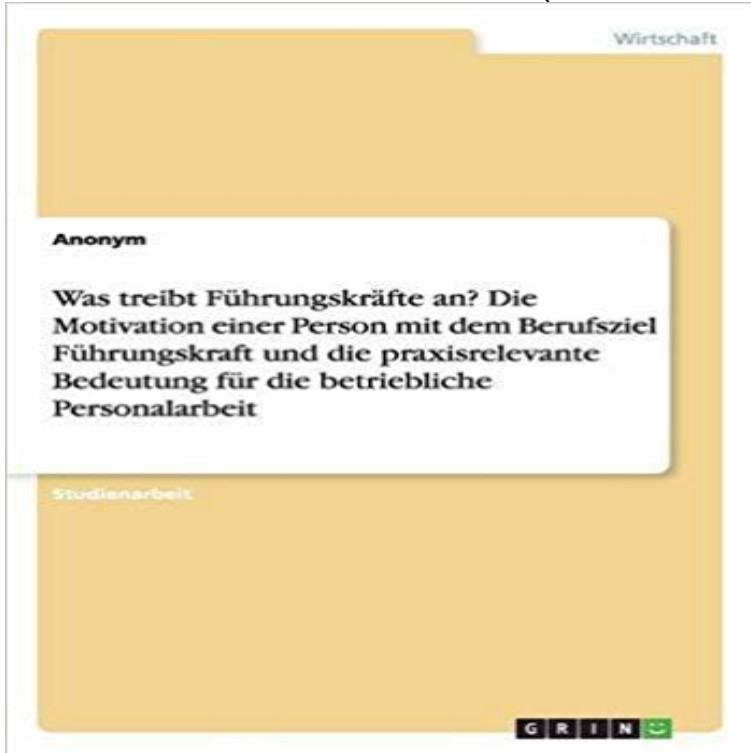 Wirtschaft
Anonym
Was treibt Führungskräfte an? Die
Motivation einer Person mit dem Berufsziel
Führungskraft und die praxisrelevante
Bedeutung für die betriebliche
Personalarbeit
Studienarbeit
GRIN